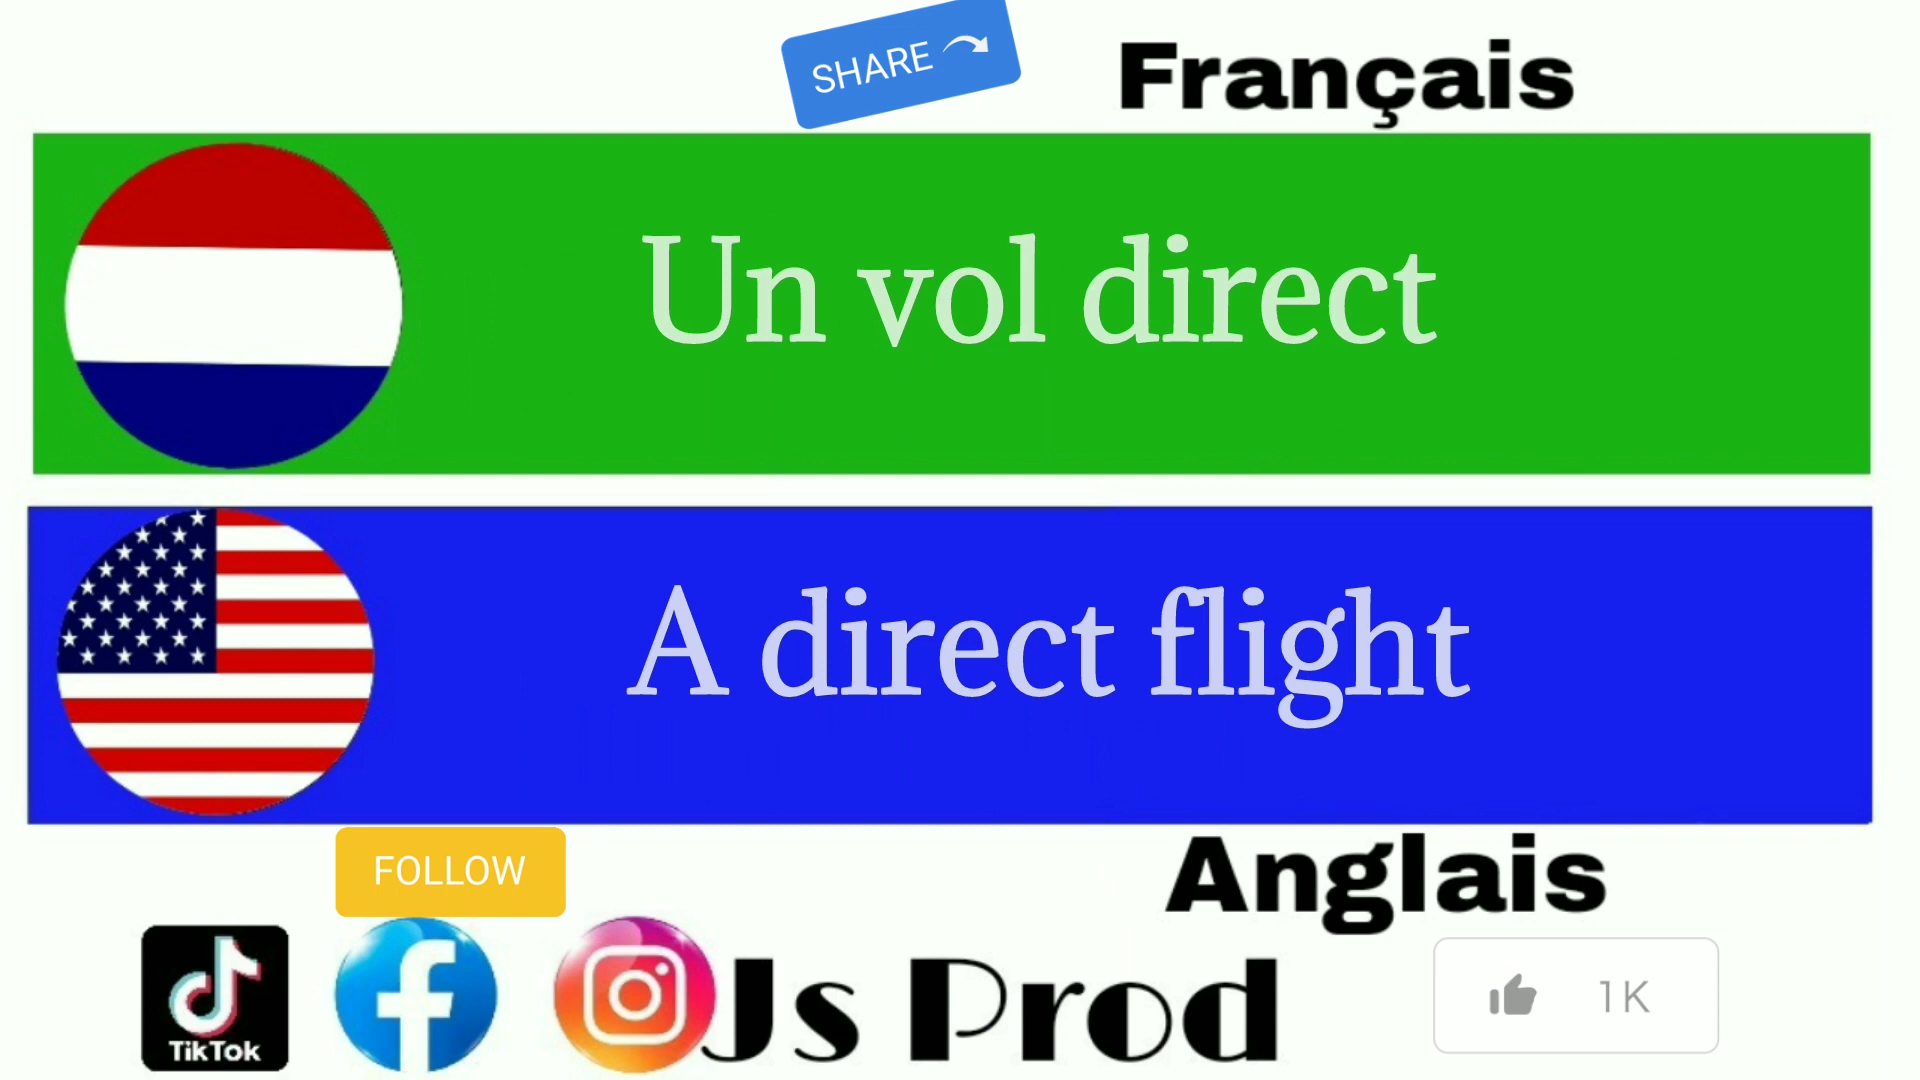 SHARE
Français
Un vol direct
A direct flight
FOLLOW
Anglais
TikTok
Js Prod
1K